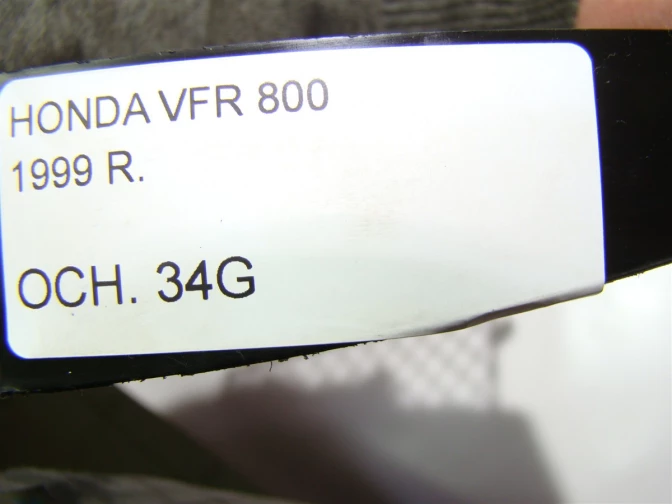 HONDA VFR 800
1999 R.
OCH. 34G